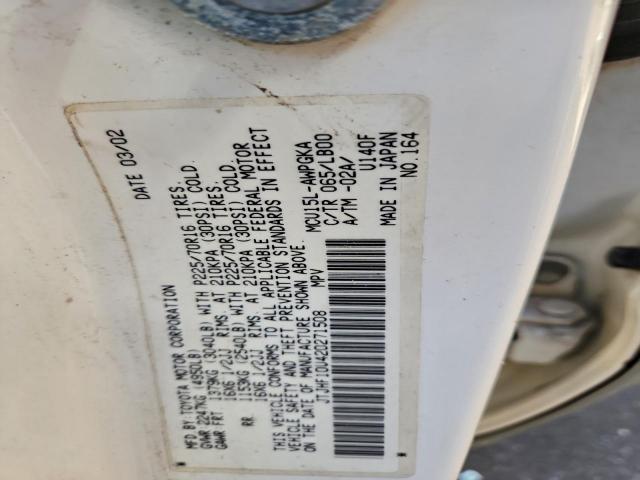 MFD. BY: TOYOTA MOTOR CORPORATION DATE 03/02
GVWR 2247KG (4950LB)
GAWR FRT 1379KG (3040LB) WITH P225/70R16 TIRES,
16X6 1/2JJ RIMS, AT 210KPA (30PSI) COLD.
RR 1153KG (2540LB) WITH P225/70R16 TIRES,
16X6 1/2JJ RIMS, AT 210KPA (30PSI) COLD.
THIS VEHICLE CONFORMS TO ALL APPLICABLE FEDERAL MOTOR
VEHICLE SAFETY AND THEFT PREVENTION STANDARDS IN EFFECT
ON THE DATE OF MANUFACTURE SHOWN ABOVE.
JTJHF10U420271508 MPV
MCU15L-AWPGKA
C/TR 065/LB00
A/TM -02A/ U140F
MADE IN JAPAN
NO.164